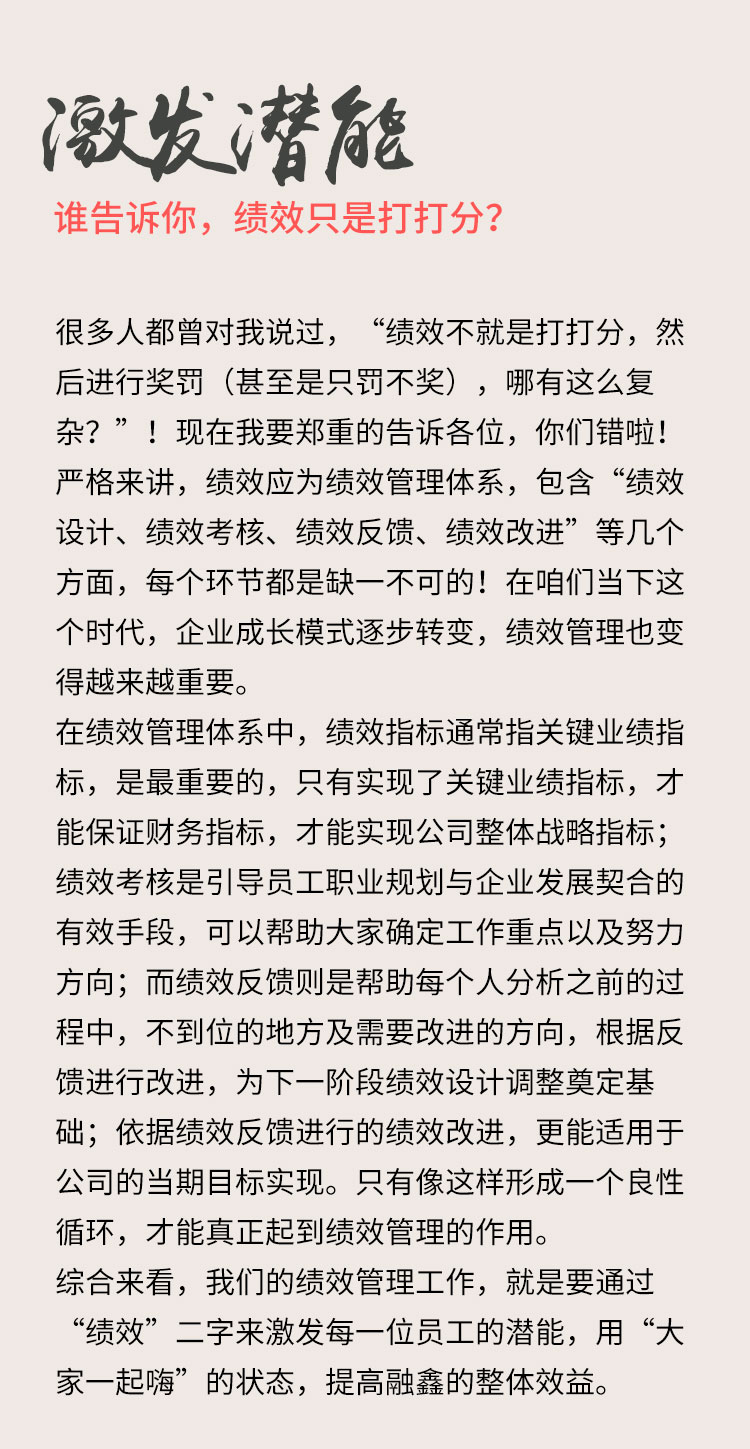 激发潜能
谁告诉你，绩效只是打打分？
很多人都曾对我说过，“绩效不就是打打分，然
后进行奖罚（甚至是只罚不奖），哪有这么复
杂？”！现在我要郑重的告诉各位，你们错啦！
严格来讲，绩效应为绩效管理体系，包含“绩效
设计、绩效考核、绩效反馈、绩效改进”等几个
方面，每个环节都是缺一不可的！在咱们当下这
个时代，企业成长模式逐步转变，绩效管理也变
得越来越重要。
在绩效管理体系中，绩效指标通常指关键业绩指
标，是最重要的，只有实现了关键业绩指标，才
能保证财务指标，才能实现公司整体战略指标；
绩效考核是引导员工职业规划与企业发展契合的
有效手段，可以帮助大家确定工作重点以及努力
方向；而绩效反馈则是帮助每个人分析之前的过
程中，不到位的地方及需要改进的方向，根据反
馈进行改进，为下一阶段绩效设计调整奠定基
础；依据绩效反馈进行的绩效改进，更能适用于
公司的当期目标实现。只有像这样形成一个良性
循环，才能真正起到绩效管理的作用。
综合来看，我们的绩效管理工作，就是要通过
“绩效”二字来激发每一位员工的潜能，用“大
家一起嗨”的状态，提高融鑫的整体效益。